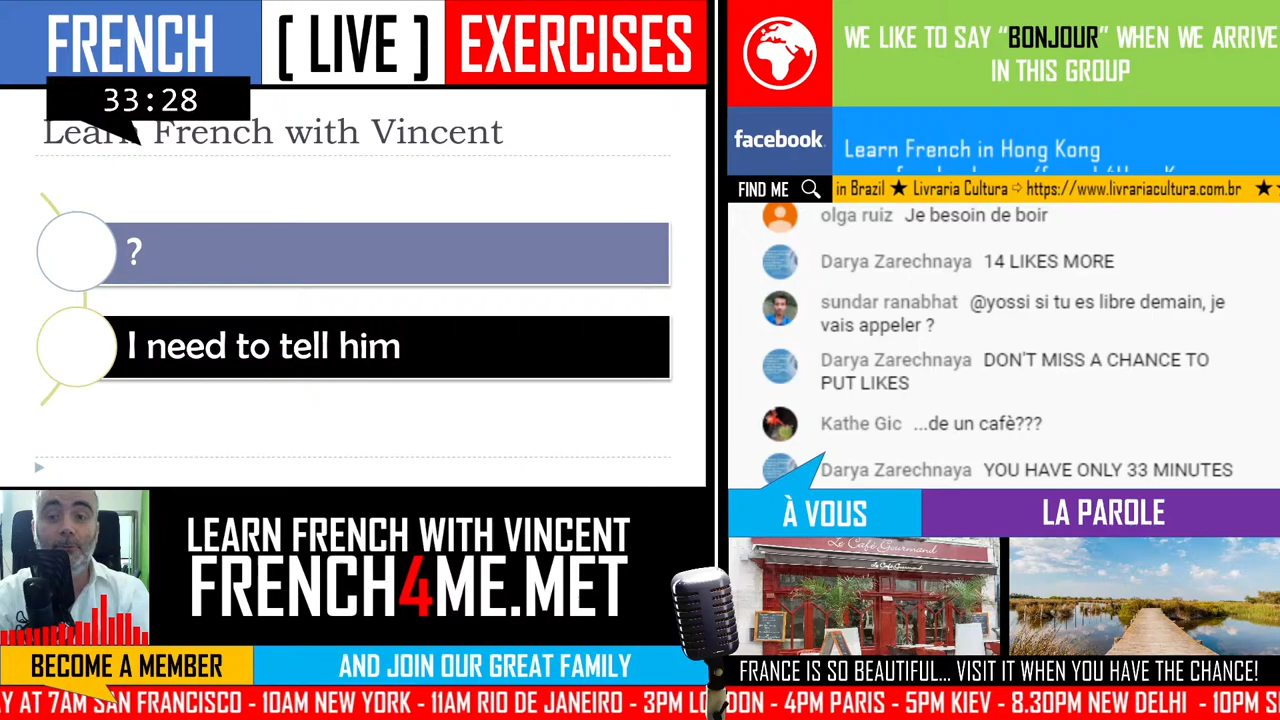 FRENCH
[ LIVE ]
EXERCISES
33:28
Learn French with Vincent
?
I need to tell him
LEARN FRENCH WITH VINCENT
FRENCH4ME.MET
BECOME A MEMBER
AND JOIN OUR GREAT FAMILY
WE LIKE TO SAY “BONJOUR” WHEN WE ARRIVE
IN THIS GROUP
facebook
Learn French in Hong Kong
FIND ME
in Brazil ★ Livraria Cultura ⇨ https://www.livrariacultura.com.br ★
olga ruiz Je besoin de boir
Darya Zarechnaya 14 LIKES MORE
sundar ranabhat @yossi si tu es libre demain, je
vais appeler ?
Darya Zarechnaya DON'T MISS A CHANCE TO
PUT LIKES
Kathe Gic ...de un cafè???
Darya Zarechnaya YOU HAVE ONLY 33 MINUTES
À VOUS
LA PAROLE
Le Café Gourmand
Le Café Gourmand
FRANCE IS SO BEAUTIFUL... VISIT IT WHEN YOU HAVE THE CHANCE!
Y AT 7AM SAN FRANCISCO - 10AM NEW YORK - 11AM RIO DE JANEIRO - 3PM LONDON - 4PM PARIS - 5PM KIEV - 8.30PM NEW DELHI - 10PM S